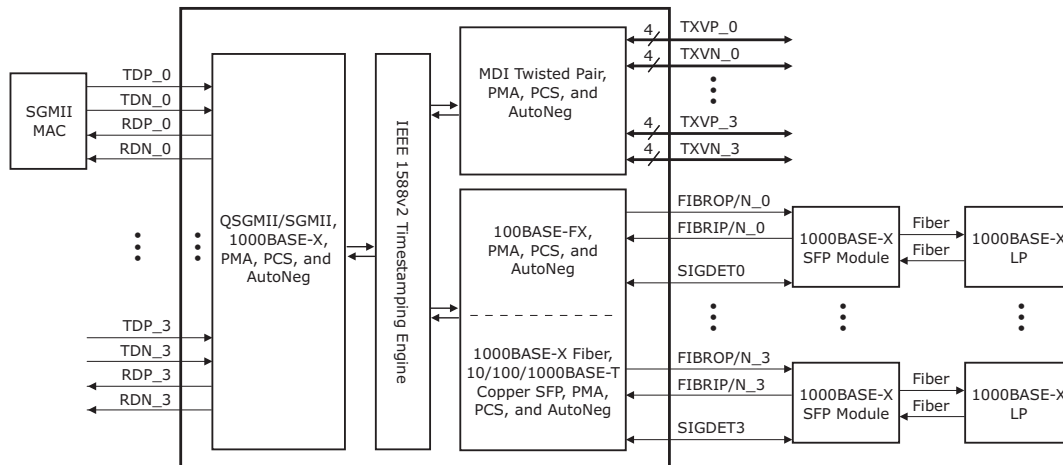 SGMII
MAC
TDP_0
TDN_0
RDP_0
RDN_0
TDP_3
TDN_3
RDP_3
RDN_3
QSGMII/SGMII,
1000BASE-X,
PMA, PCS, and
AutoNeg
IEEE 1588v2 Timestamping Engine
MDI Twisted Pair,
PMA, PCS, and
AutoNeg
4
TXVP_0
4
TXVN_0
4
TXVP_3
4
TXVN_3
100BASE-FX,
PMA, PCS, and
AutoNeg
1000BASE-X Fiber,
10/100/1000BASE-T
Copper SFP, PMA,
PCS, and AutoNeg
FIBROP/N_0
FIBRIP/N_0
SIGDET0
1000BASE-X
SFP Module
Fiber
Fiber
1000BASE-X
LP
FIBROP/N_3
FIBRIP/N_3
SIGDET3
1000BASE-X
SFP Module
Fiber
Fiber
1000BASE-X
LP